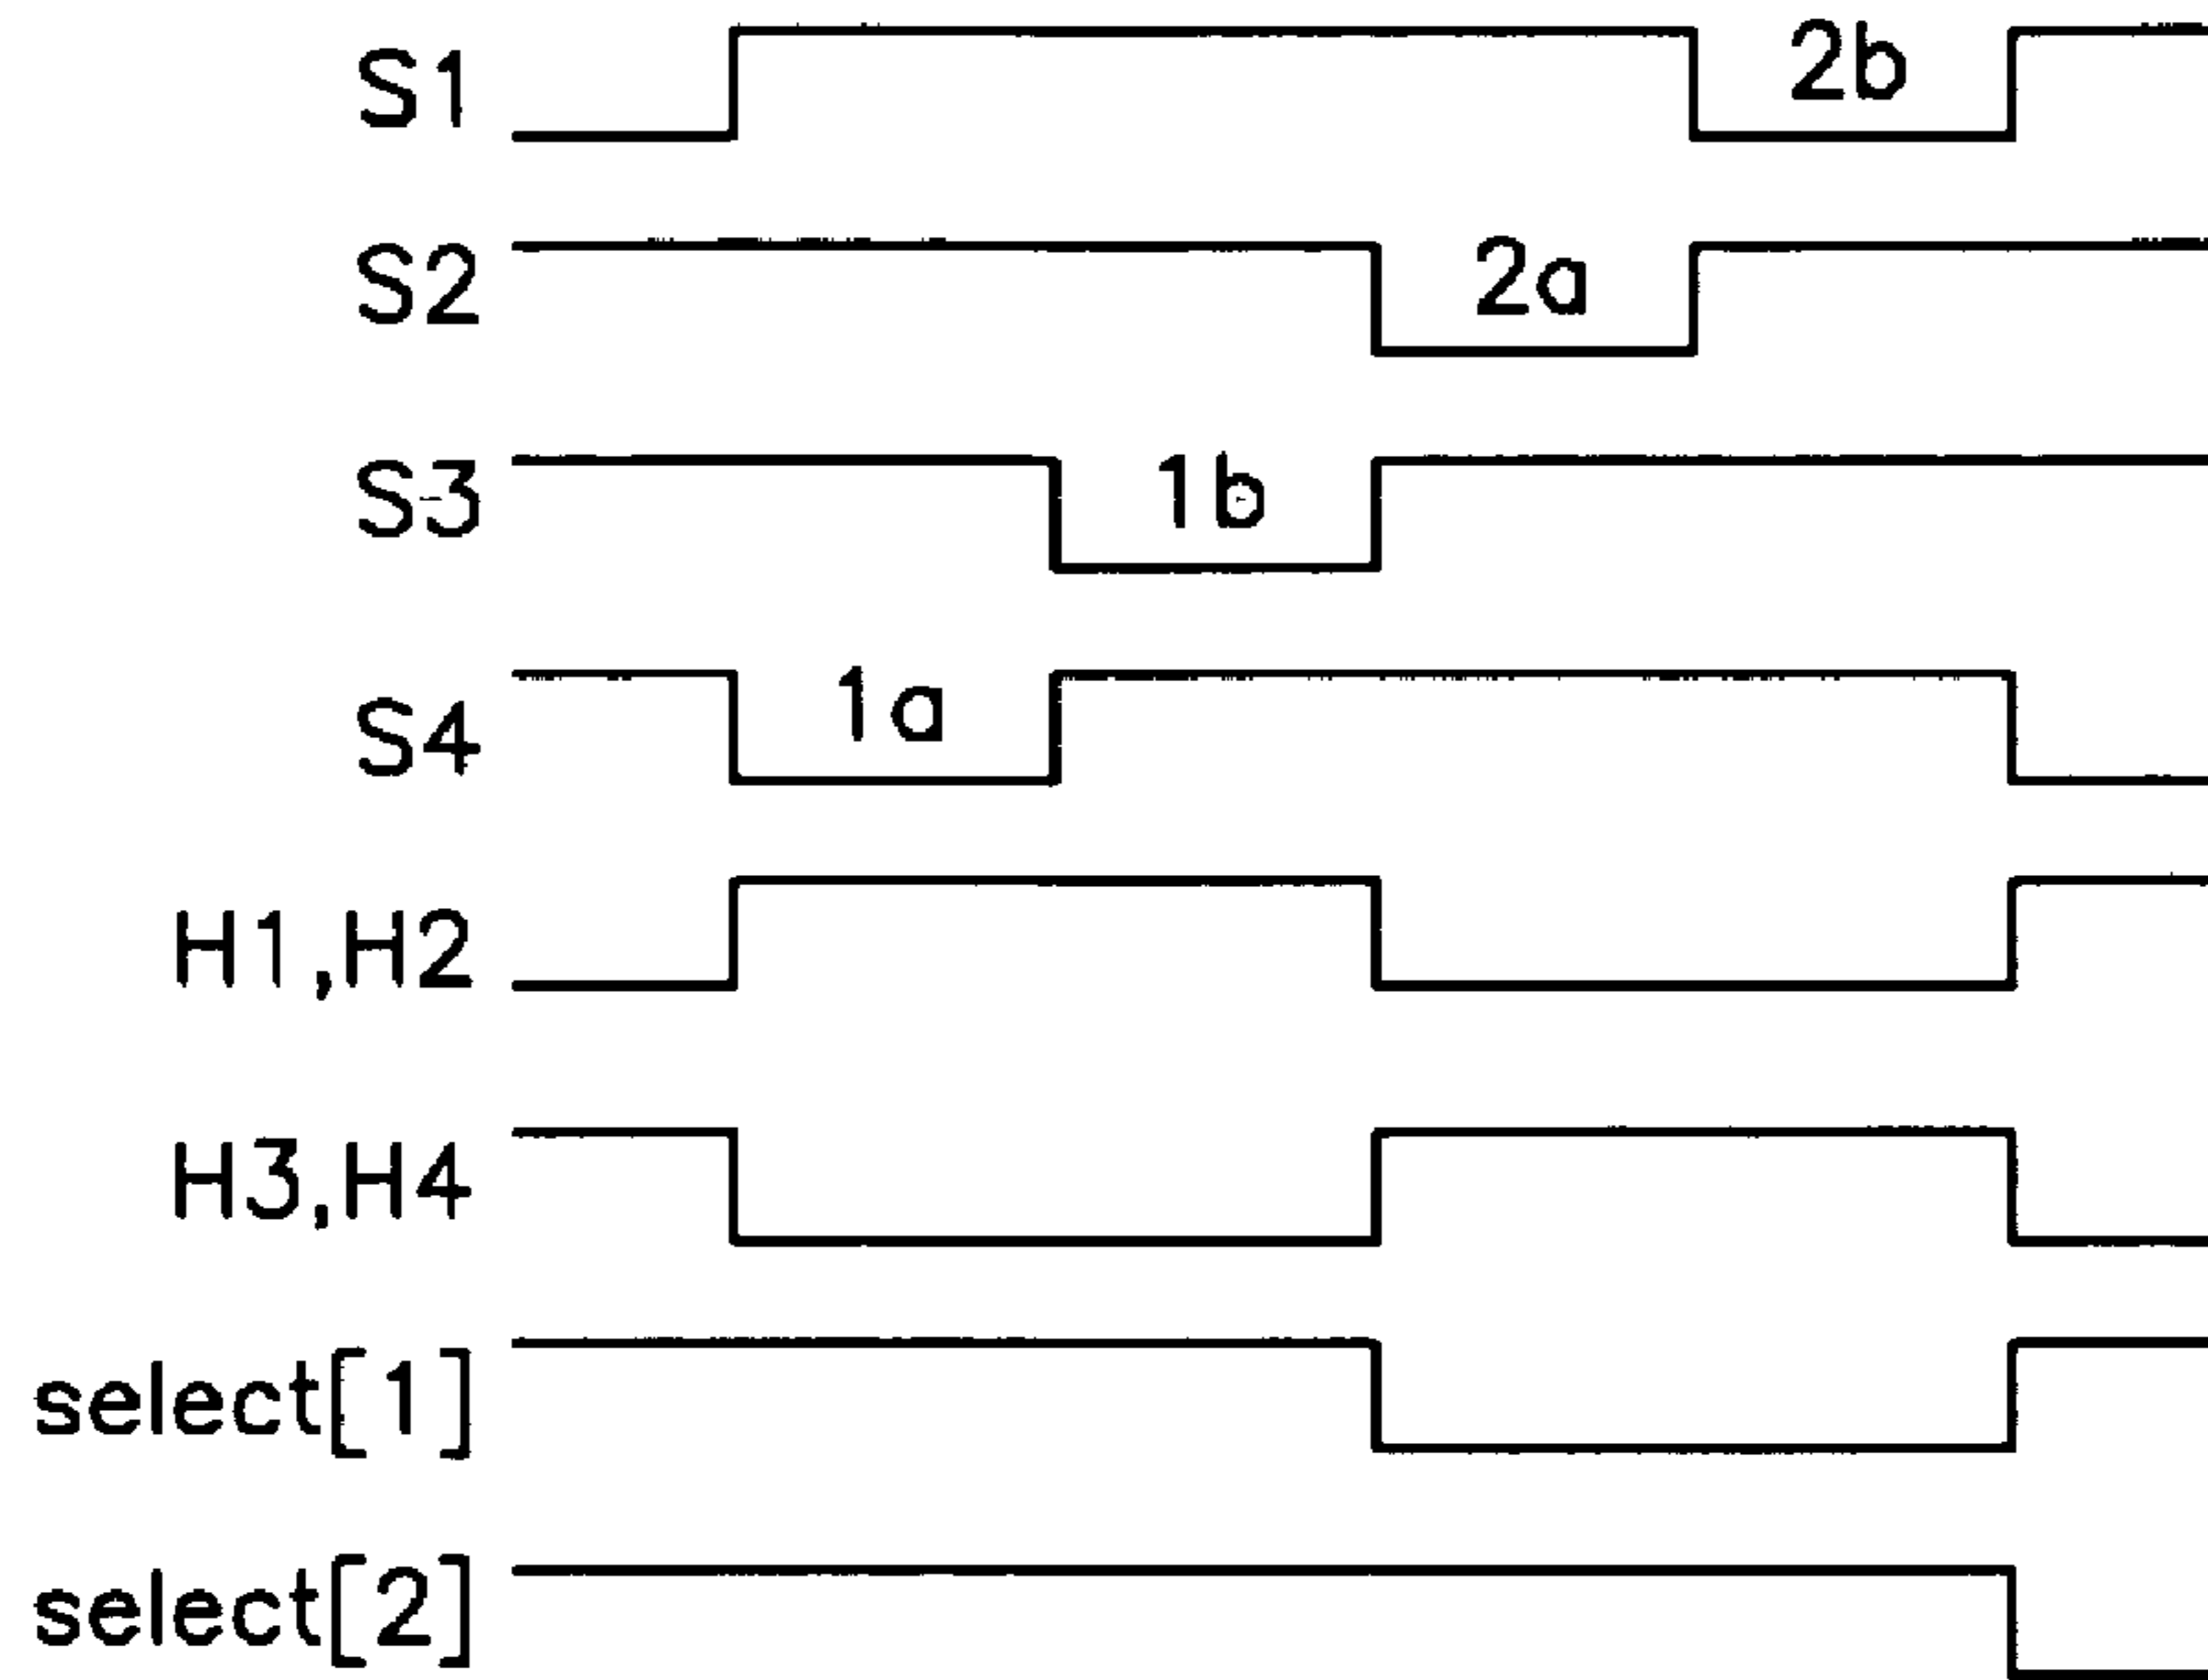 S1 2b
S2 2a
S3 1b
S4 1a
H1,H2
H3,H4
select[1]
select[2]